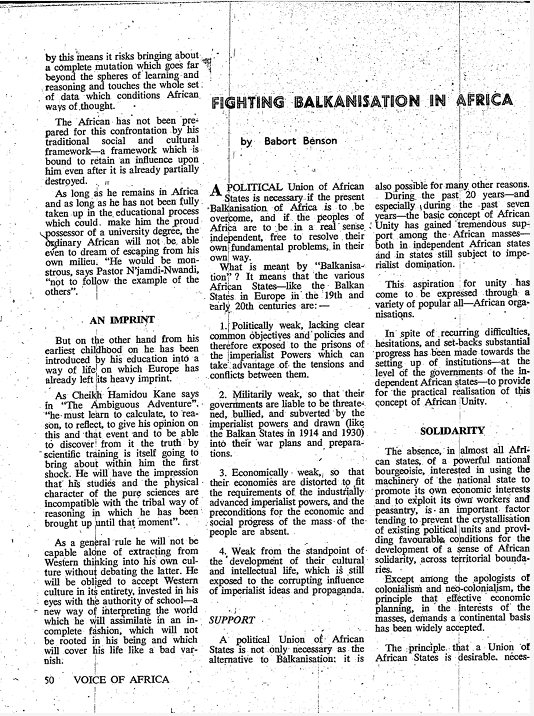 by this means it risks bringing about
a complete mutation which goes far
beyond the spheres of learning and
reasoning and touches the whole set
of data which conditions African
ways of thought.
The African has not been pre-
pared for this confrontation by his
traditional social and cultural
framework—a framework which is
bound to retain an influence upon
him even after it is already partially
destroyed.
As long as he remains in Africa
and as long as he has not been fully
taken up in the educational process
which could make him the proud
possessor of a university degree, the
ordinary African will not be able
even to dream of escaping from his
own milieu. "He would be mon-
strous, says Pastor N'jamdi-Nwandi,
"not to follow the example of the
others".
AN IMPRINT
But on the other hand from his
earliest childhood on he has been
introduced by his education into a
way of life on which Europe has
already left its heavy imprint.
As Cheikh Hamidou Kane says
in "The Ambiguous Adventure".
"he must learn to calculate, to rea-
son, to reflect, to give his opinion on
this and that event and to be able
to discover from it the truth by
scientific training is itself going to
bring about within him the first
shock. He will have the impression
that his studies and the physical
character of the pure sciences are
incompatible with the tribal way of
reasoning in which he has been
brought up until that moment".
As a general rule he will not be
capable alone of extracting from
Western thinking into his own cul-
ture without debating the latter. He
will be obliged to accept Western
culture in its entirety, invested in his
eyes with the authority of school—a
new way of interpreting the world
which he will assimilate in an in-
complete fashion, which will not
be rooted in his being and which
will cover his life like a bad var-
nish.
50 VOICE OF AFRICA
FIGHTING BALKANISATION IN AFRICA
by Babort Benson
A POLITICAL Union of African
States is necessary if the present
Balkanisation of Africa is to be
overcome, and if the peoples of
Africa are to be in a real sense
independent, free to resolve their
own fundamental problems, in their
own way.
What is meant by "Balkanisa-
tion"? It means that the various
African States—like the Balkan
States in Europe in the 19th and
early 20th centuries are:—
1. Politically weak, lacking clear
common objectives and policies and
therefore exposed to the prisons of
the imperialist Powers which can
take advantage of the tensions and
conflicts between them.
2. Militarily weak, so that their
governments are liable to be threate-
ned, bullied, and subverted by the
imperial powers and drawn (like
the Balkan States in 1914 and 1930)
into their war plans and prepara-
tions.
3. Economically weak, so that
their economies are distorted to fit
the requirements of the industrially
advanced imperial powers, and the
preconditions for the economic and
social progress of the mass of the
people are absent.
4. Weak from the standpoint of
the development of their cultural
and intellectual life, which is still
exposed to the corrupting influence
of imperialist ideas and propaganda.
SUPPORT
A political Union of African
States is not only necessary as the
alternative to Balkanisation: it is
also possible for many other reasons.
During the past 20 years—and
especially during the past seven
years—the basic concept of African
Unity has gained tremendous sup-
port among the African masses—
both in independent African states
and in states still subject to impe-
rialist domination.
This aspiration for unity has
come to be expressed through a
variety of popular all—African orga-
nisations.
In spite of recurring difficulties,
hesitations, and set-backs substantial
progress has been made towards the
setting up of institutions—at the
level of the governments of the in-
dependent African states—to provide
for the practical realisation of this
concept of African Unity.
SOLIDARITY
The absence, in almost all Afri-
can states, of a powerful national
bourgeoisie, interested in using the
machinery of the national state to
promote its own economic interests
and to exploit its own workers and
peasantry, is an important factor
tending to prevent the crystallisation
of existing political units and provi-
ding favourable conditions for the
development of a sense of African
solidarity, across territorial bounda-
ries.
Except among the apologists of
colonialism and neo-colonialism, the
principle that effective economic
planning, in the interests of the
masses, demands a continental basis
has been widely accepted.
The principle that a Union of
African States is desirable, neces-